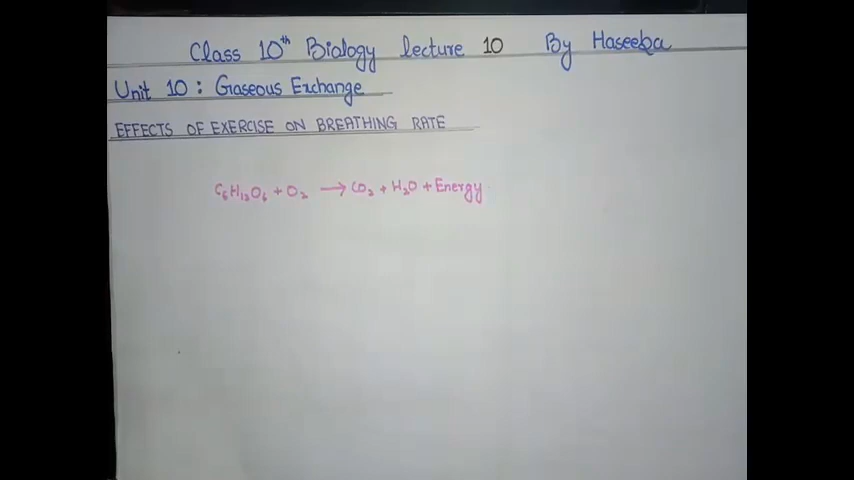 Class 10th Biology lecture 10 By Haseeba
Unit 10 : Gaseous Exchange
EFFECTS OF EXERCISE ON BREATHING RATE
C₆H₁₂O₆ + O₂ → CO₂ + H₂O + Energy